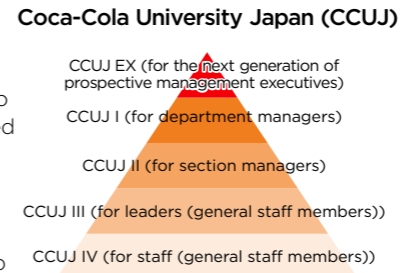 Coca-Cola University Japan (CCUJ)
CCUJ EX (for the next generation of
prospective management executives)
CCUJ I (for department managers)
CCUJ II (for section managers)
CCUJ III (for leaders (general staff members))
CCUJ IV (for staff (general staff members))